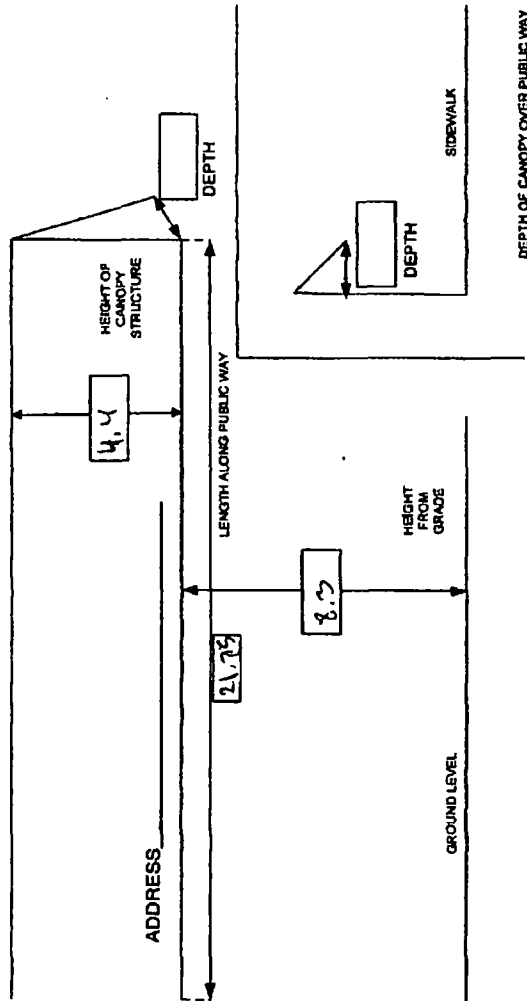 HEIGHT OF
CANOPY
STRUCTURE
4.4
DEPTH
ADDRESS
LENGTH ALONG PUBLIC WAY
21.75
8.3
HEIGHT
FROM
GRADE
GROUND LEVEL
DEPTH
SIDEWALK
DEPTH OF CANOPY OVER PUBLIC WAY